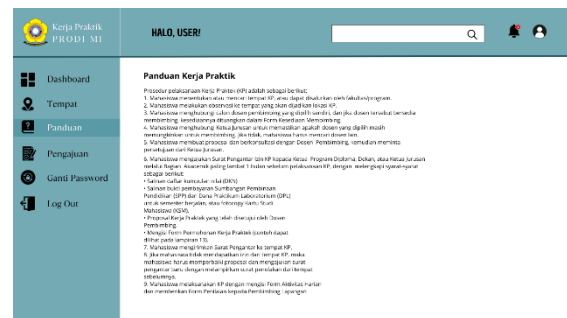 Kerja Praktik
PRODI MI
HALO, USER!
Dashboard
Tempat
Panduan
Pengajuan
Ganti Password
Log Out
Panduan Kerja Praktik
Prosedur pelaksanaan Kerja Praktek (KP) adalah sebagai berikut:
1. Mahasiswa menentukan atau mencari tempat KP, atau dapat disalurkan oleh fakultas/program.
2. Mahasiswa melakukan observasi ke tempat yang akan dijadikan lokasi KP.
3. Mahasiswa menghubungi calon dosen pembimbing yang dipilih sendiri, dan jika dosen tersebut bersedia
membimbing, kesediaannya dituangkan dalam Form Kesediaan Membimbing.
4. Mahasiswa menghubungi Ketua Jurusan untuk memastikan apakah dosen yang dipilih masih
memungkinkan untuk membimbing. Jika tidak, mahasiswa harus mencari dosen lain.
5. Mahasiswa membuat proposal dan berkonsultasi dengan Dosen Pembimbing, kemudian meminta
persetujuan dari Ketua Jurusan.
6. Mahasiswa mengajukan Surat Pengantar Izin KP kepada Ketua Program Diploma, Dekan, atau Ketua Jurusan
melalui Bagian Akademik paling lambat 1 bulan sebelum pelaksanaan KP, dengan melengkapi syarat-syarat
sebagai berikut:
• Salinan daftar kumpulan nilai (DKN)
• Salinan bukti pembayaran Sumbangan Pembinaan
Pendidikan (SPP) dan Dana Praktikum Laboratorium (DPL)
untuk semester berjalan, atau fotocopy Kartu Studi
Mahasiswa (KSM).
• Proposal Kerja Praktek yang telah disetujui oleh Dosen
Pembimbing.
• Mengisi Form Permohonan Kerja Praktek (contoh dapat
dilihat pada lampiran 13).
7. Mahasiswa mengirimkan Surat Pengantar ke tempat KP.
8. Jika mahasiswa tidak mendapatkan izin dari tempat KP, maka
mahasiswa harus memperbaiki proposal dan mengajukan surat
pengantar baru dengan melampirkan surat penolakan dari tempat
sebelumnya.
9. Mahasiswa melaksanakan KP dengan mengisi Form Aktivitas Harian
dan memberikan Form Penilaian kepada Pembimbing Lapangan